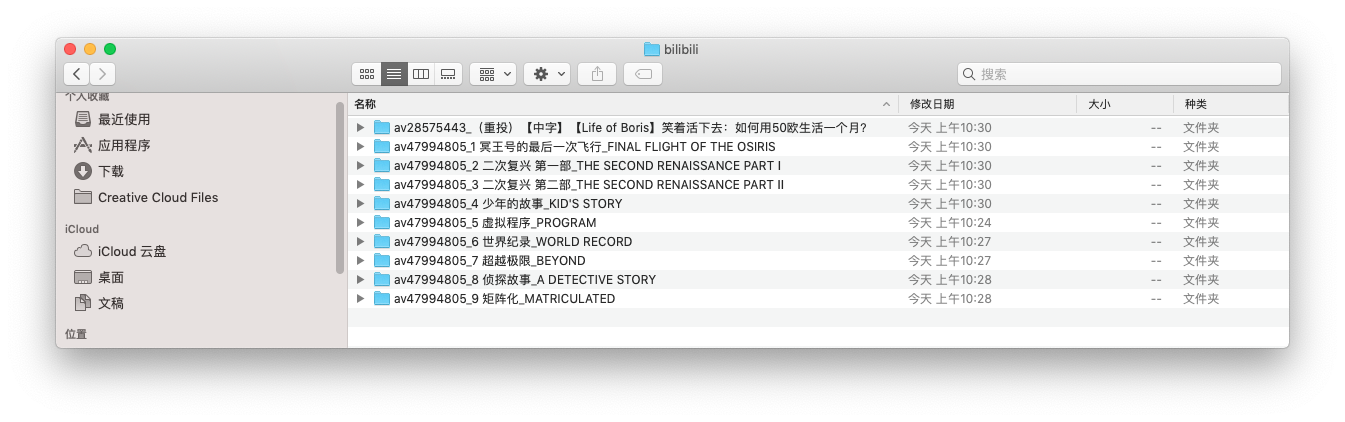 bilibili
搜索
个人收藏
最近使用
应用程序
下载
Creative Cloud Files
iCloud
iCloud 云盘
桌面
文稿
位置
名称 修改日期 大小 种类
av28575443_（重投）【中字】【Life of Boris】笑着活下去：如何用50欧生活一个月? 今天 上午10:30 -- 文件夹
av47994805_1 冥王号的最后一次飞行_FINAL FLIGHT OF THE OSIRIS 今天 上午10:30 -- 文件夹
av47994805_2 二次复兴 第一部_THE SECOND RENAISSANCE PART I 今天 上午10:30 -- 文件夹
av47994805_3 二次复兴 第二部_THE SECOND RENAISSANCE PART II 今天 上午10:30 -- 文件夹
av47994805_4 少年的故事_KID'S STORY 今天 上午10:30 -- 文件夹
av47994805_5 虚拟程序_PROGRAM 今天 上午10:24 -- 文件夹
av47994805_6 世界纪录_WORLD RECORD 今天 上午10:27 -- 文件夹
av47994805_7 超越极限_BEYOND 今天 上午10:27 -- 文件夹
av47994805_8 侦探故事_A DETECTIVE STORY 今天 上午10:28 -- 文件夹
av47994805_9 矩阵化_MATRICULATED 今天 上午10:28 -- 文件夹